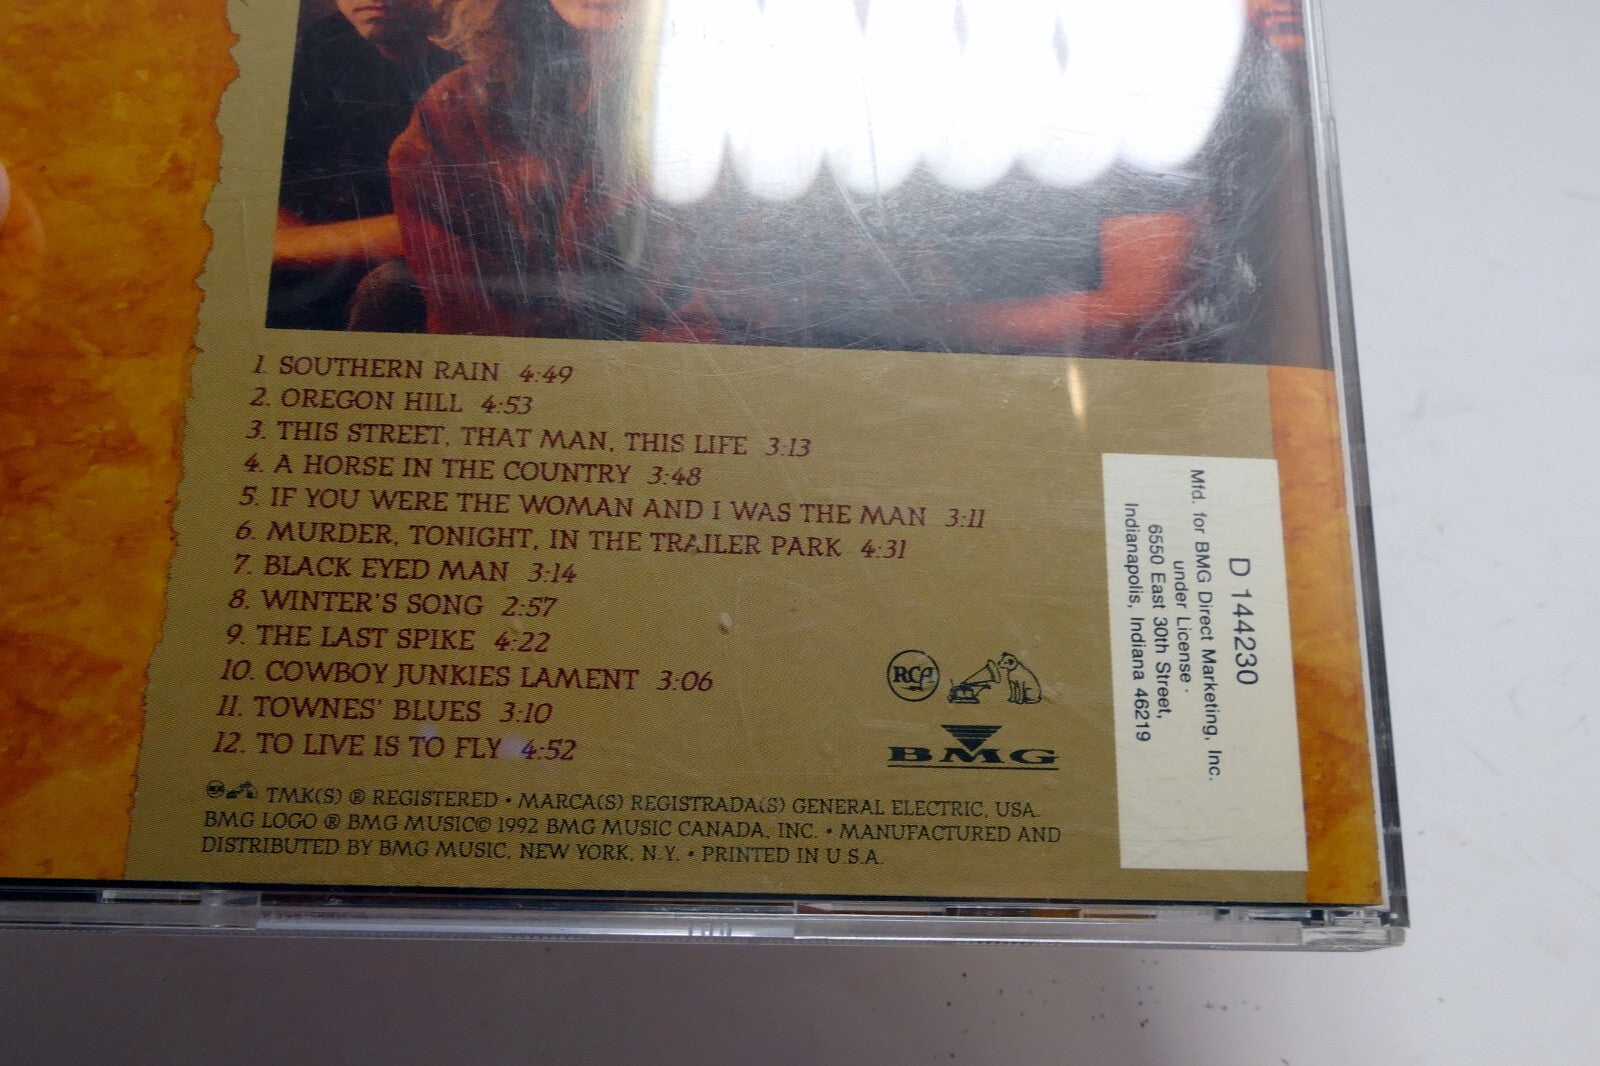 1. SOUTHERN RAIN 4:49
2. OREGON HILL 4:53
3. THIS STREET, THAT MAN, THIS LIFE 3:13
4. A HORSE IN THE COUNTRY 3:48
5. IF YOU WERE THE WOMAN AND I WAS THE MAN 3:11
6. MURDER, TONIGHT, IN THE TRAILER PARK 4:31
7. BLACK EYED MAN 3:14
8. WINTER'S SONG 2:57
9. THE LAST SPIKE 4:22
10. COWBOY JUNKIES LAMENT 3:06
11. TOWNES' BLUES 3:10
12. TO LIVE IS TO FLY 4:52
RCA
BMG
TMK(S) ® REGISTERED • MARCA(S) REGISTRADA(S) GENERAL ELECTRIC, USA.
BMG LOGO ® BMG MUSIC© 1992 BMG MUSIC CANADA, INC. • MANUFACTURED AND
DISTRIBUTED BY BMG MUSIC, NEW YORK, N.Y. • PRINTED IN U.S.A.
D 144230
Mfd. for BMG Direct Marketing, Inc.
under License
6550 East 30th Street,
Indianapolis, Indiana 46219